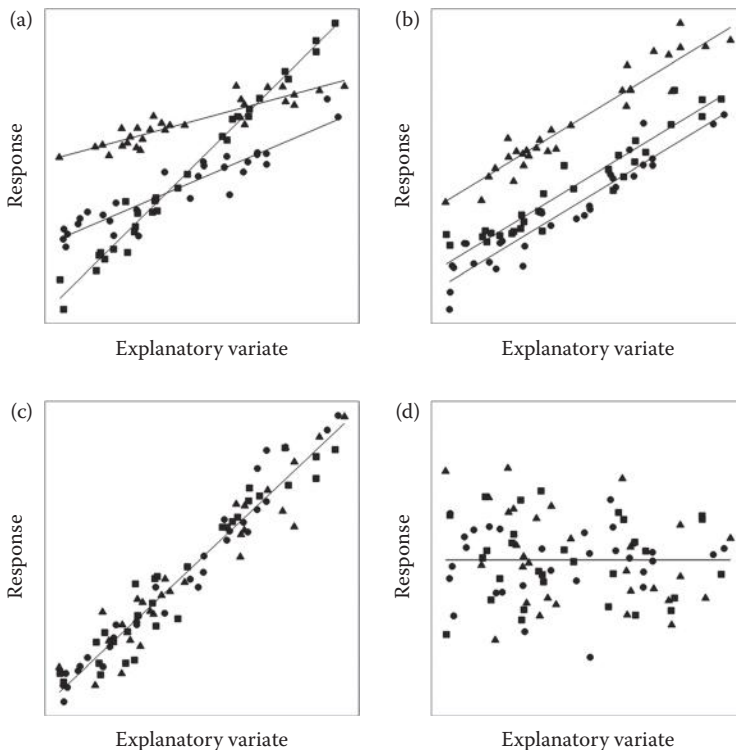 (a)
(b)
Response
Response
Explanatory variate
Explanatory variate
(c)
(d)
Response
Response
Explanatory variate
Explanatory variate